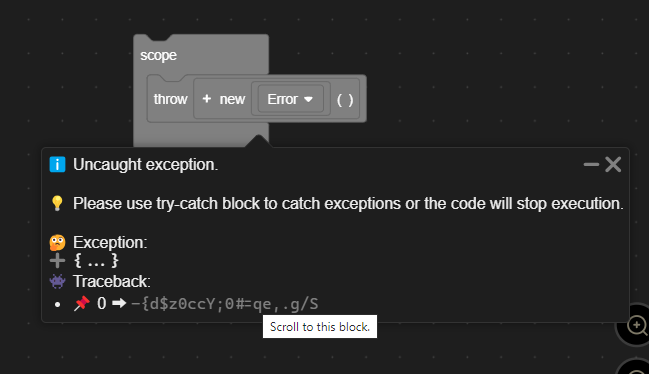 scope
throw + new Error ▾ ( )
ℹ Uncaught exception.
💡 Please use try-catch block to catch exceptions or the code will stop execution.
🤔 Exception:
+ { ... }
👾 Traceback:
• 📌 0 ➡ -{d$z0ccY;0#=qe,.g/S
Scroll to this block.